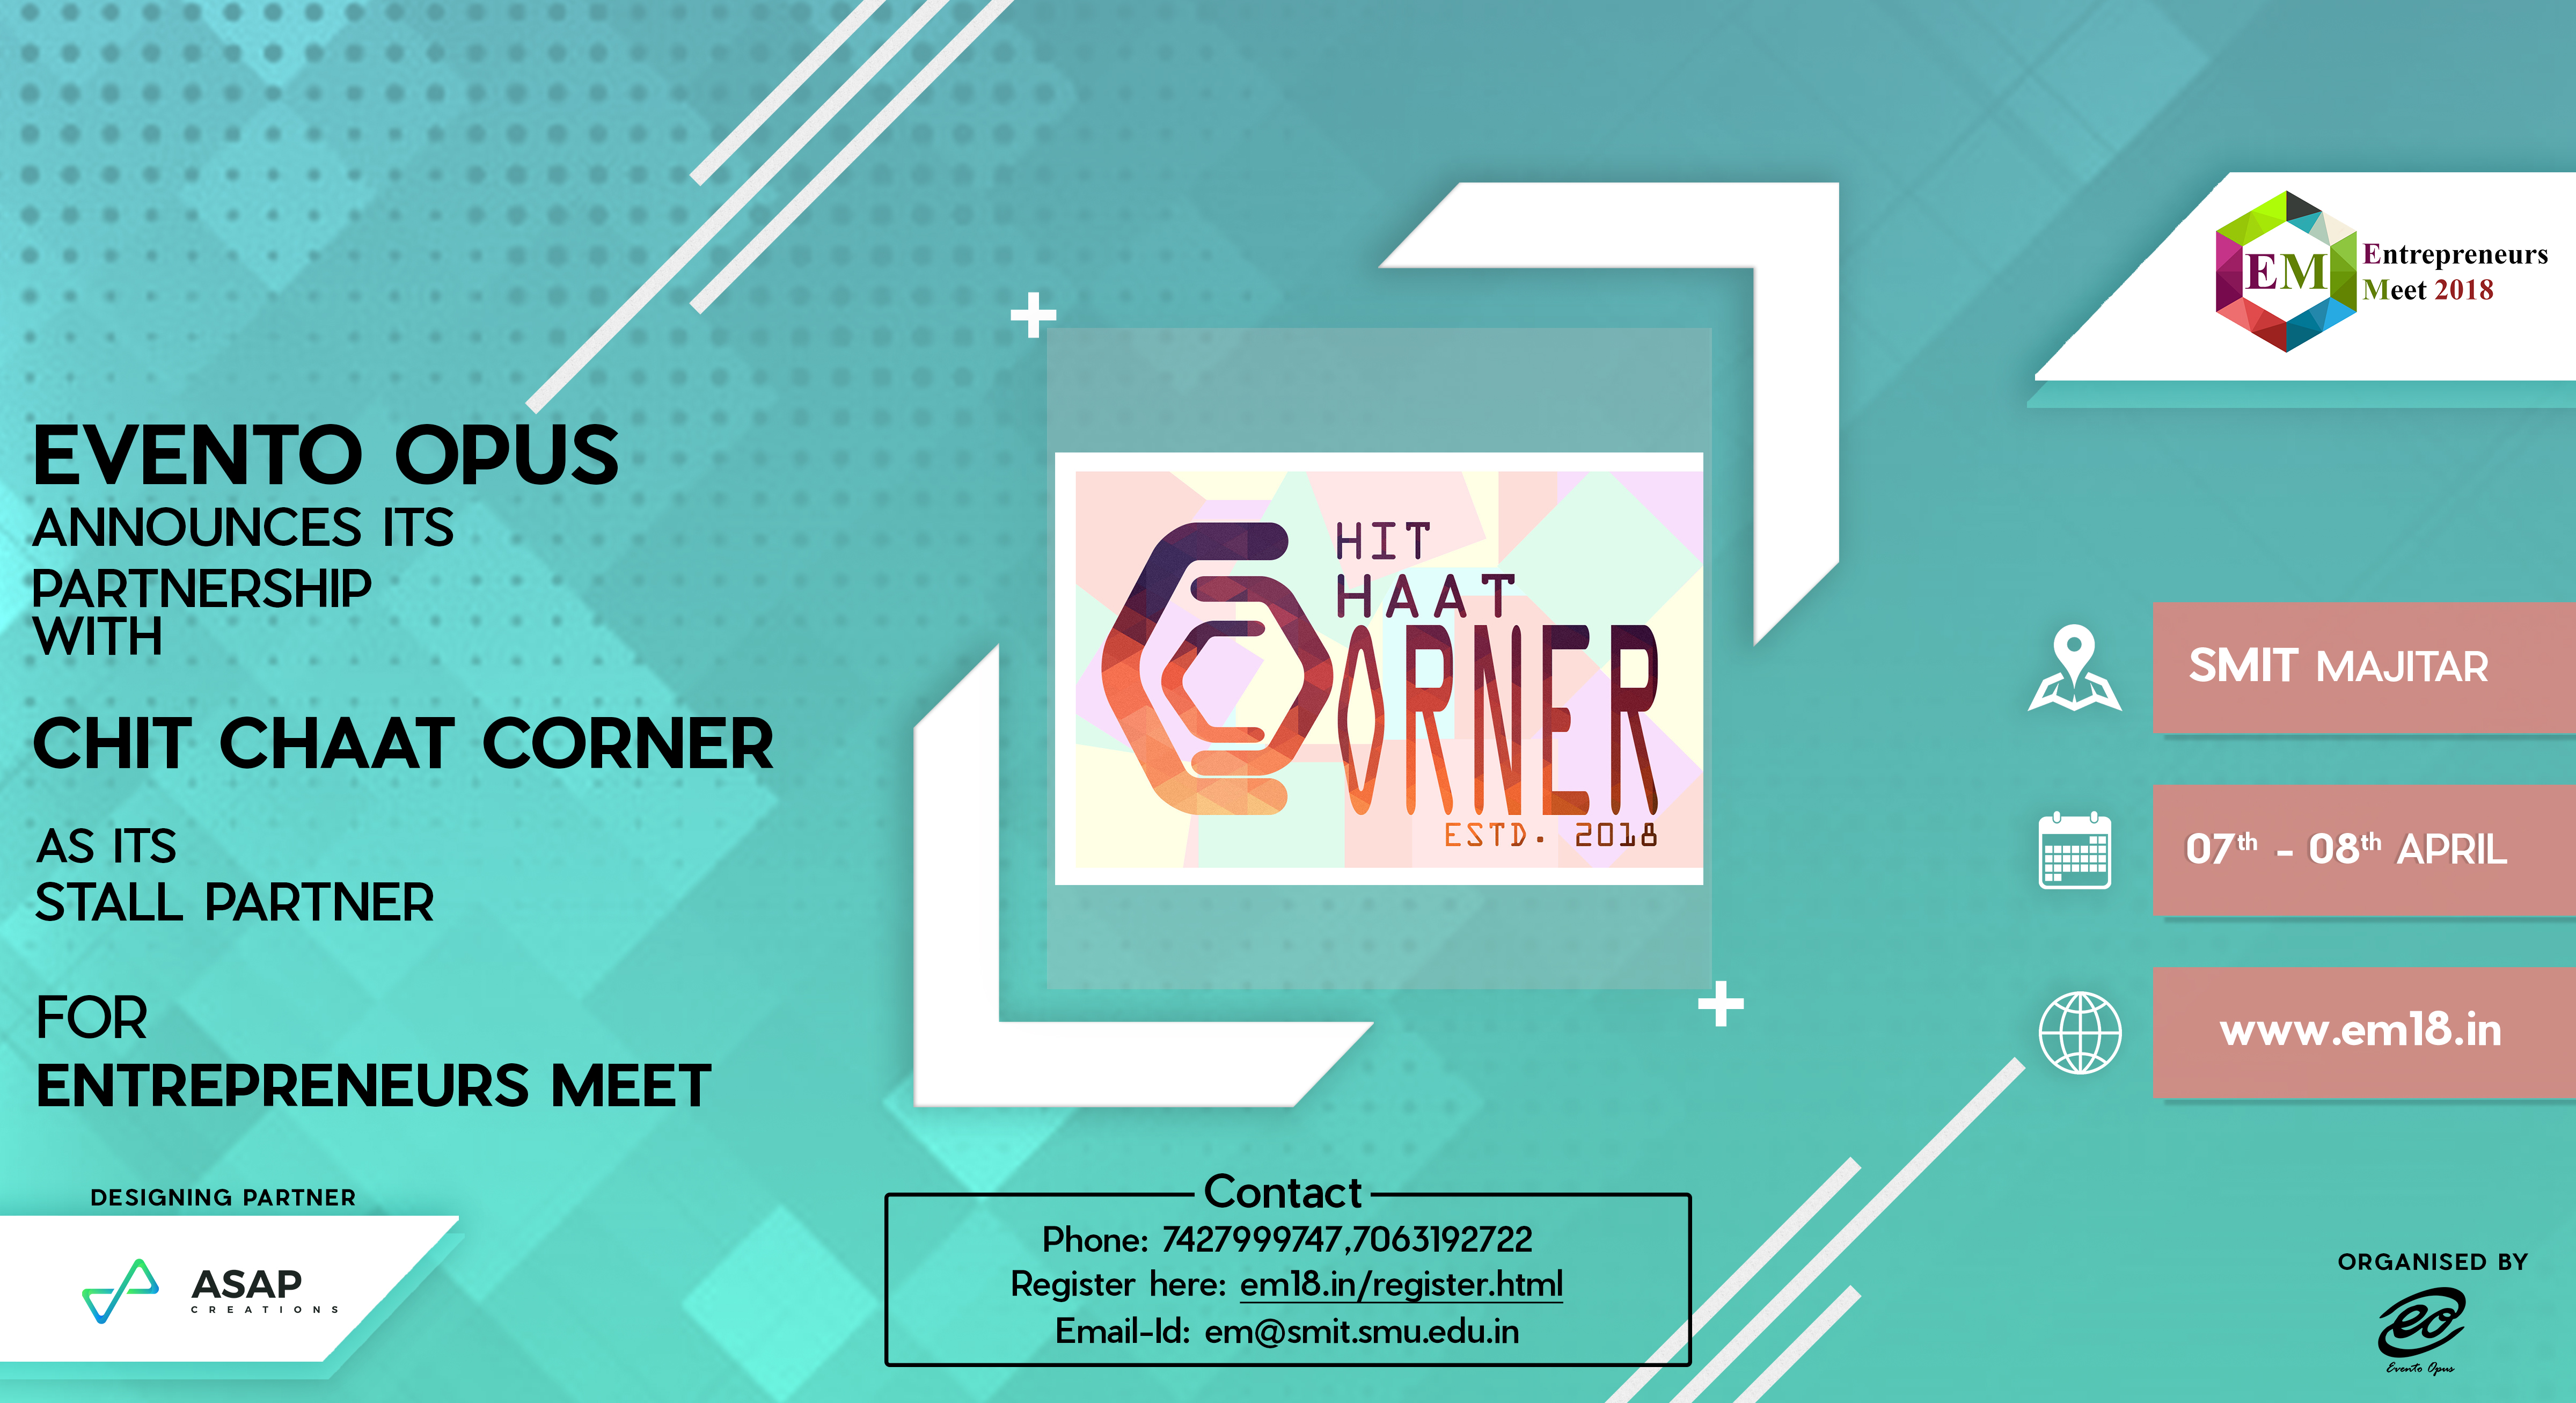 EVENTO OPUS
ANNOUNCES ITS
PARTNERSHIP
WITH
CHIT CHAAT CORNER
AS ITS
STALL PARTNER
FOR
ENTREPRENEURS MEET
DESIGNING PARTNER
ASAP
CREATIONS
HIT
HAAT
CORNER
ESTD. 2018
Contact
Phone: 7427999747,7063192722
Register here: em18.in/register.html
Email-Id: em@smit.smu.edu.in
EM
Entrepreneurs
Meet 2018
SMIT MAJITAR
07th - 08th APRIL
www.em18.in
ORGANISED BY
eo
Evento Opus